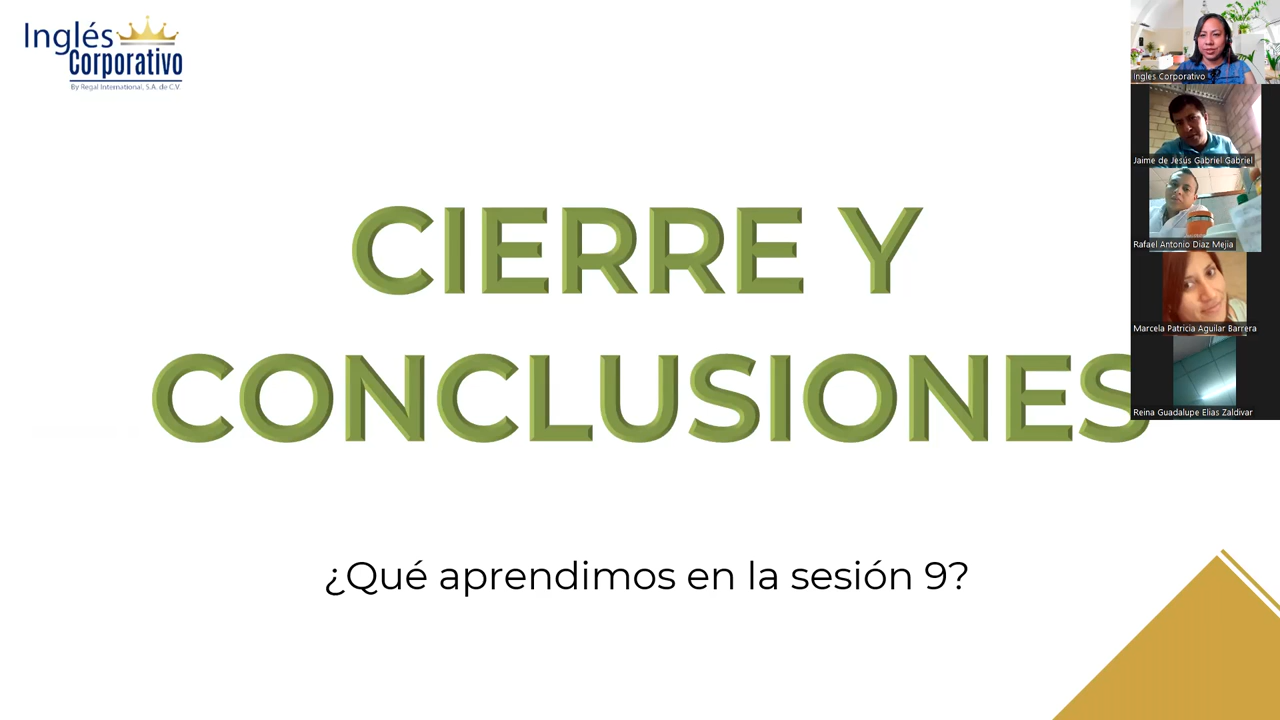 Inglés
Corporativo
By Regal International, S.A. de C.V.
CIERRE Y
CONCLUSIONES
¿Qué aprendimos en la sesión 9?
Ingles Corporativo
Jaime de Jesús Gabriel Gabriel
Rafael Antonio Diaz Mejia
Marcela Patricia Aguilar Barrera
Reina Guadalupe Elias Zaldivar